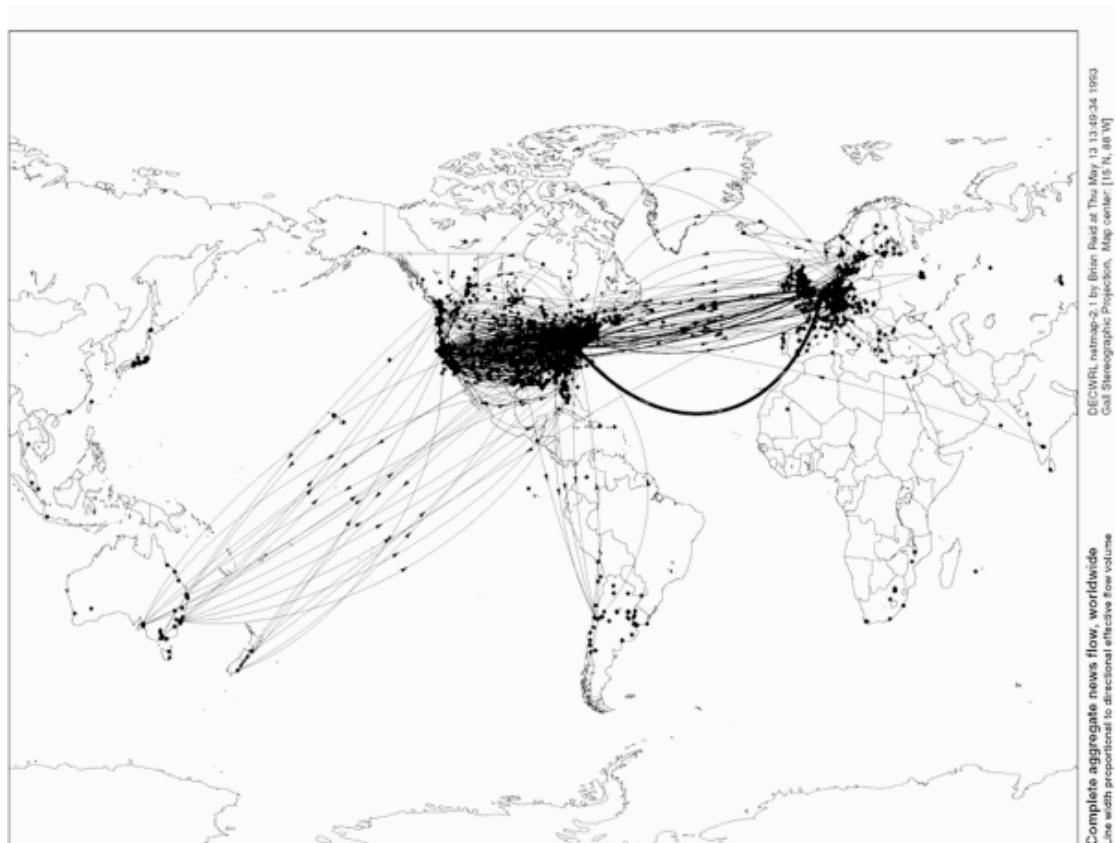 Complete aggregate news flow, worldwide
Line width proportional to directional effective flow volume
DECWRL netmap-2.1 by Brian Reid at Thu May 13 13:49:34 1993
Gall Stereographic Projection, Map center: [15°N, 88°W]